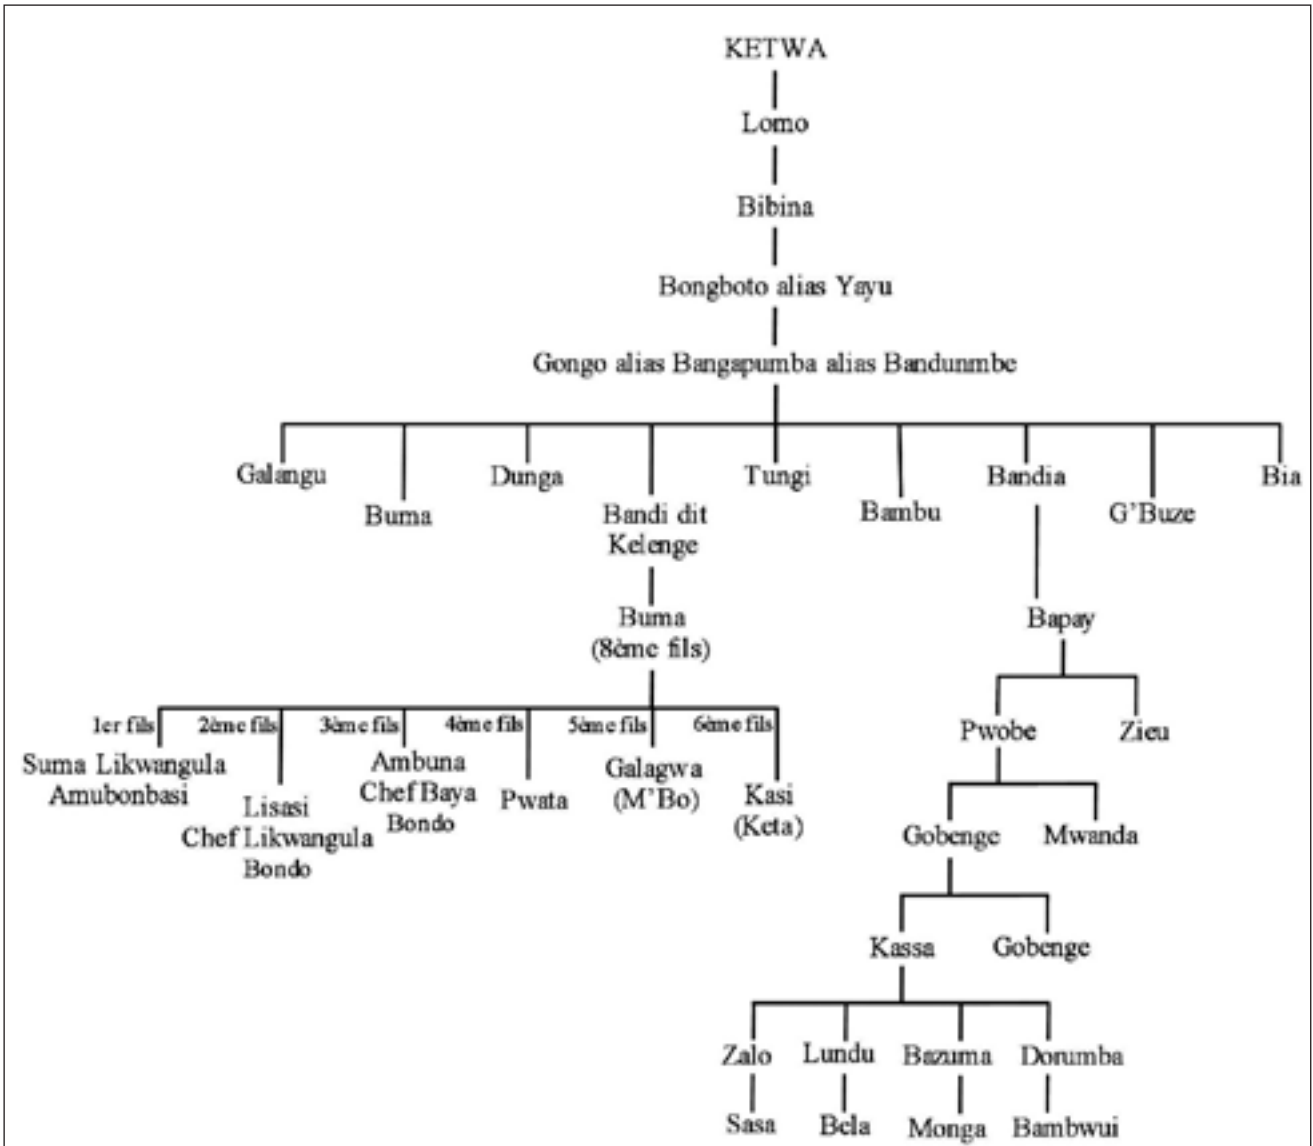 KETWA
Lomo
Bibina
Bongboto alias Yayu
Gongo alias Bangapumba alias Bandunmbe
Galangu
Buma
Dunga
Bandi dit
Kelenge
Tungi
Bambu
Bandia
G'Buze
Bia
Buma
(8ème fils)
Bapay
Pwobe
Zieu
1er fils
2ème fils
3ème fils
4ème fils
5ème fils
6ème fils
Suma Likwangula
Amubonbasi
Lisasi
Chef Likwangula
Bondo
Ambuna
Chef Baya
Bondo
Pwata
Galagwa
(M'Bo)
Kasi
(Keta)
Gobenge
Mwanda
Kassa
Gobenge
Zalo
Lundu
Bazuma
Dorumba
Sasa
Bela
Monga
Bambwui